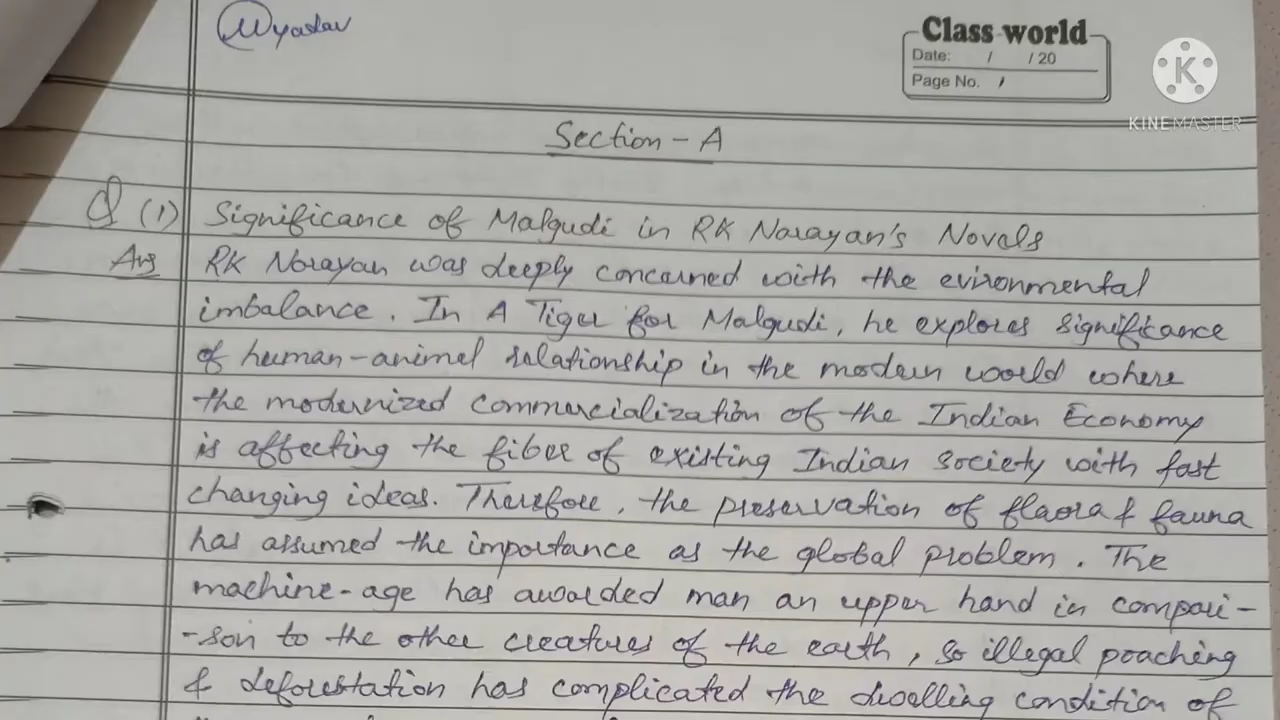 Wyadav
Class world
Date: / / 20
Page No. 1
KINEMASTER
Section - A
Q (1) Significance of Malgudi in RK Narayan's Novels
Ans RK Narayan was deeply concerned with the evironmental
imbalance. In A Tiger for Malgudi, he explores significance
of human-animal relationship in the modern world where
the modernized commercialization of the Indian Economy
is affecting the fiber of existing Indian society with fast
changing ideas. Therefore, the preservation of flaora & fauna
has assumed the importance as the global problem. The
machine-age has awarded man an upper hand in compari-
-son to the other creatures of the earth, so illegal poaching
& deforestation has complicated the dwelling condition of